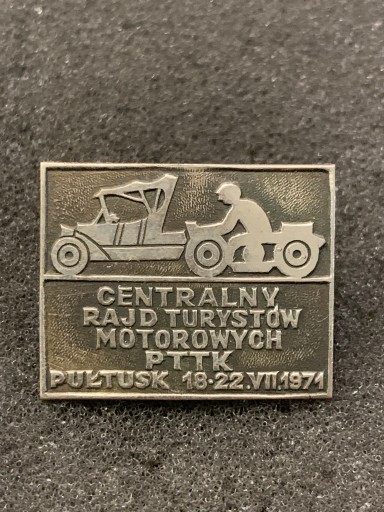 CENTRALNY
RAJD TURYSTÓW
MOTOROWYCH
PTTK
PUŁTUSK 18-22.VII.1971